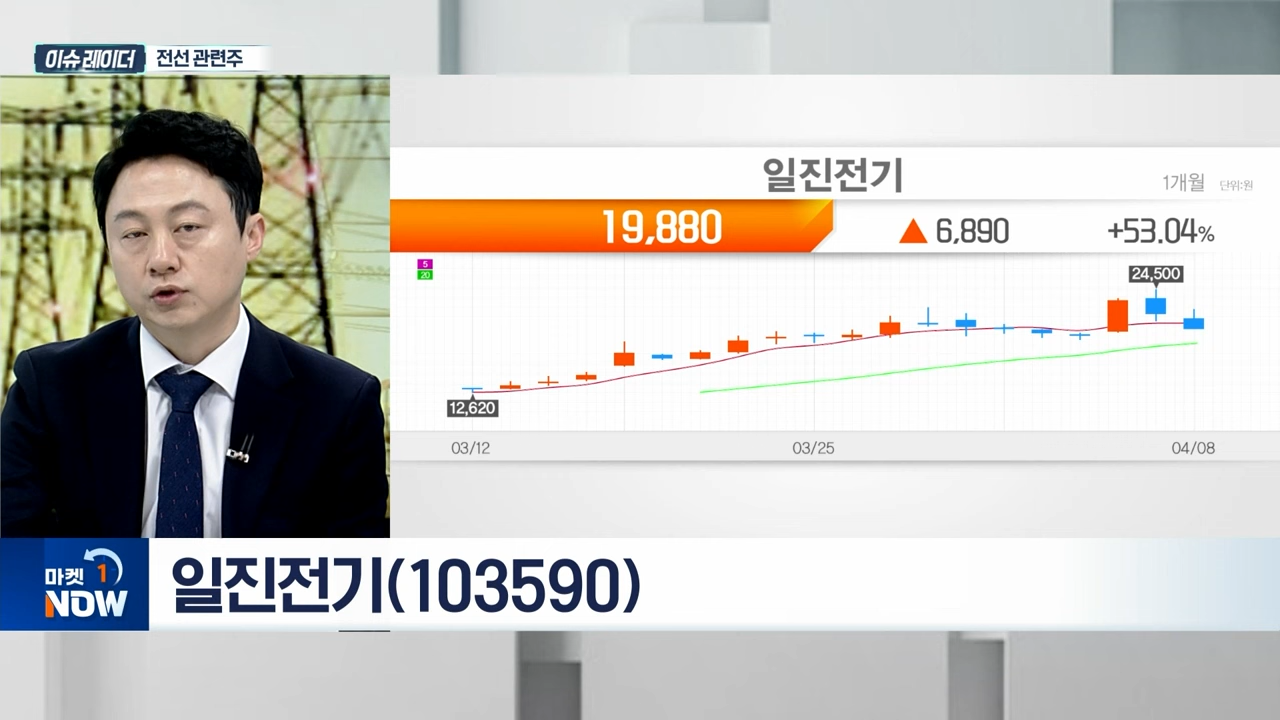 이슈레이더 전선 관련주
일진전기
1개월 단위:원
19,880 ▲ 6,890 +53.04%
5
20
24,500
12,620
03/12 03/25 04/08
마켓 1
NOW
일진전기(103590)